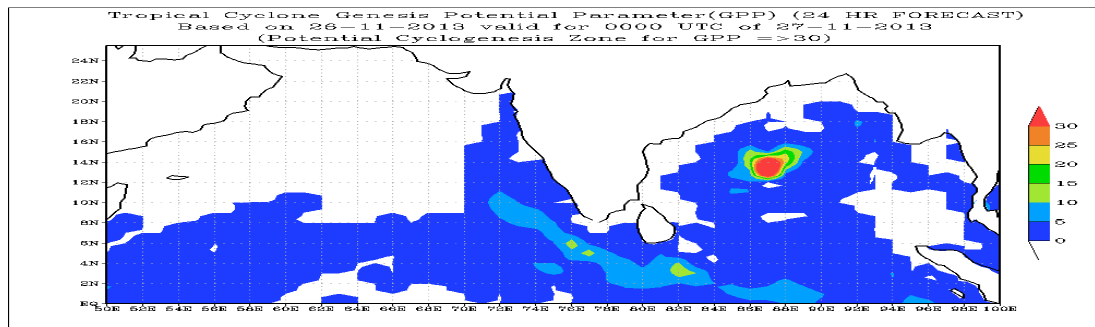 Tropical Cyclone Genesis Potential Parameter(GPP) (24 HR FORECAST)
Based on 26-11-2013 valid for 0000 UTC of 27-11-2013
(Potential Cyclogenesis Zone for GPP =>30)
24N
22N
20N
18N
16N
14N
12N
10N
8N
6N
4N
2N
EQ
50E 52E 54E 56E 58E 60E 62E 64E 66E 68E 70E 72E 74E 76E 78E 80E 82E 84E 86E 88E 90E 92E 94E 96E 98E 100E
30
25
20
15
10
5
0